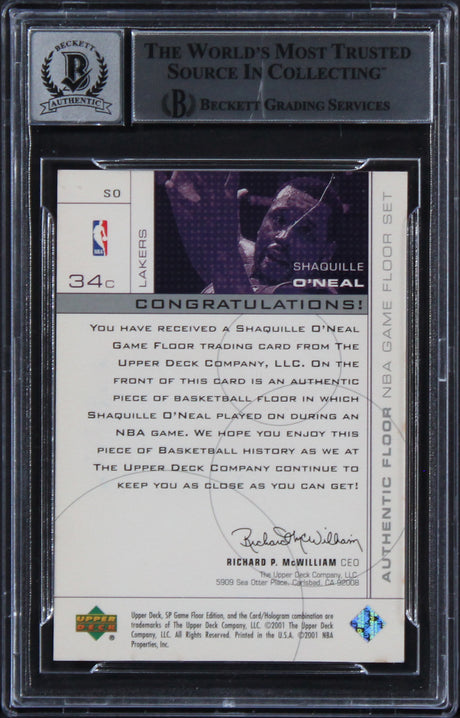 BECKETT
B
AUTHENTIC
THE WORLD'S MOST TRUSTED
SOURCE IN COLLECTING™
B BECKETT GRADING SERVICES
SO
NBA
34C
LAKERS
SHAQUILLE
O'NEAL
CONGRATULATIONS!
YOU HAVE RECEIVED A SHAQUILLE O'NEAL
GAME FLOOR TRADING CARD FROM THE
UPPER DECK COMPANY, LLC. ON THE
FRONT OF THIS CARD IS AN AUTHENTIC
PIECE OF BASKETBALL FLOOR IN WHICH
SHAQUILLE O'NEAL PLAYED ON DURING AN
NBA GAME. WE HOPE YOU ENJOY THIS
PIECE OF BASKETBALL HISTORY AS WE AT
THE UPPER DECK COMPANY CONTINUE TO
KEEP YOU AS CLOSE AS YOU CAN GET!
AUTHENTIC FLOOR NBA GAME FLOOR SET
Richard P. McWilliam
RICHARD P. McWILLIAM CEO
The Upper Deck Company, LLC
5909 Sea Otter Place, Carlsbad, CA 92008
UPPER
DECK
®
Upper Deck, SP Game Floor Edition, and the Card/Hologram combination are
trademarks of The Upper Deck Company, LLC. ©2001 The Upper Deck
Company, LLC. All Rights Reserved. Printed in the U.S.A. ©2001 NBA
Properties, Inc.